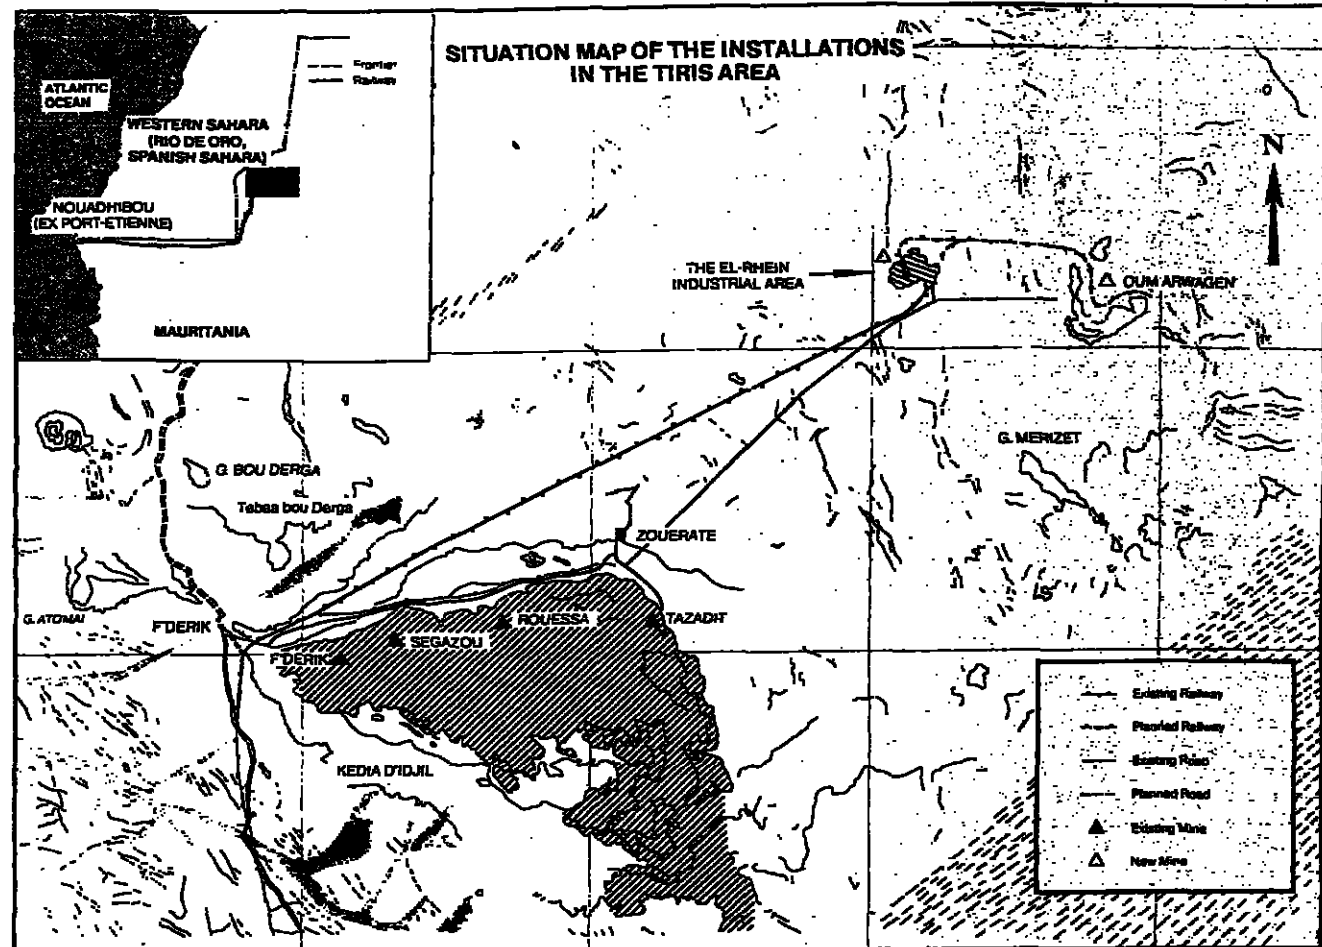 SITUATION MAP OF THE INSTALLATIONS
IN THE TIRIS AREA
Frontier
Railway
ATLANTIC
OCEAN
WESTERN SAHARA
(RIO DE ORO,
SPANISH SAHARA)
NOUADHIBOU
(EX PORT-ETIENNE)
MAURITANIA
N
THE EL-RHEIN
INDUSTRIAL AREA
OUM ARWAGEN
G. MERIZET
G. BOU DERGA
Tabaa bou Derga
ZOUERATE
G. ATOMAI
F'DERIK
ROUESSA
TAZADIT
SEGAZOU
F'DERIK
KEDIA D'IDJIL
Existing Railway
Planned Railway
Existing Road
Planned Road
Existing Mine
New Mine